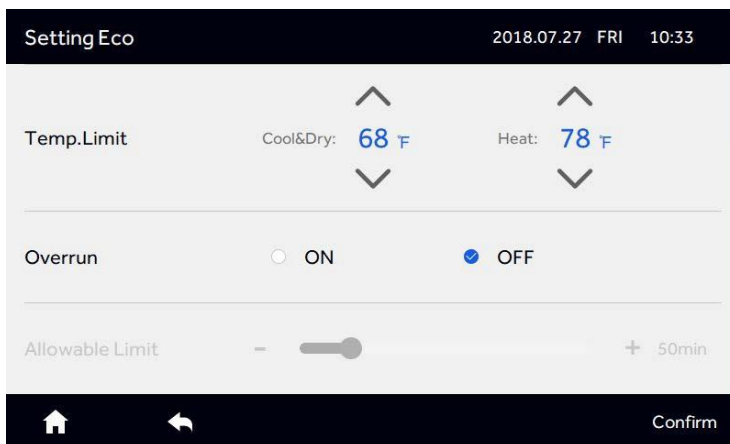 Setting Eco 2018.07.27 FRI 10:33
Temp.Limit Cool&Dry: 68 °F Heat: 78 °F
Overrun ON OFF
Allowable Limit - + 50min
Confirm